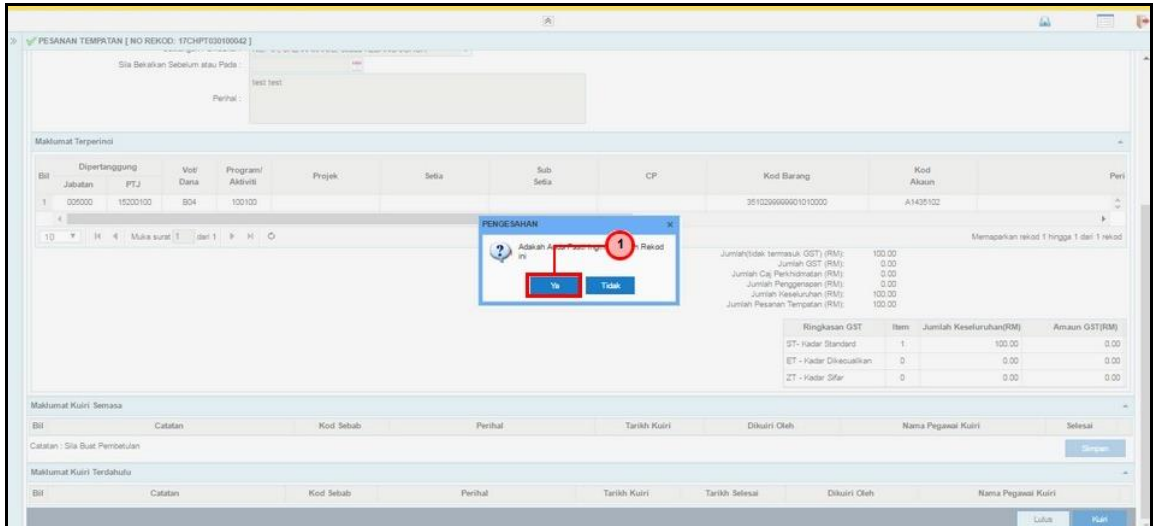 PESANAN TEMPATAN [ NO REKOD: 17CHPT030100042 ]
Sila Bekalkan Sebelum atau Pada :
Perihal :
test test
Maklumat Terperinci
Bil Dipertanggung Vot/ Dana Program/ Aktiviti Projek Setia Sub Setia CP Kod Barang Kod Akaun Peri
Jabatan PTJ
1 005000 15200100 B04 100100 A1435102
10 Muka surat 1 dari 1 Memaparkan rekod 1 hingga 1 dari 1 rekod
PENGESAHAN
Adakah Anda Pasti Rekod
ini
1
Ya Tidak
Jumlah(tidak termasuk GST) (RM): 100.00
Jumlah GST (RM): 0.00
Jumlah Caj Perkhidmatan (RM): 0.00
Jumlah Penggenapan (RM): 0.00
Jumlah Keseluruhan (RM): 100.00
Jumlah Pesanan Tempatan (RM): 100.00
Ringkasan GST Item Jumlah Keseluruhan(RM) Amaun GST(RM)
ST- Kadar Standard 1 100.00 0.00
ET - Kadar Dikecualikan 0 0.00 0.00
ZT - Kadar Sifar 0 0.00 0.00
Maklumat Kuiri Semasa
Bil Catatan Kod Sebab Perihal Tarikh Kuiri Dikuiri Oleh Nama Pegawai Kuiri Selesai
Catatan : Sila Buat Pembetulan Simpan
Maklumat Kuiri Terdahulu
Bil Catatan Kod Sebab Perihal Tarikh Kuiri Tarikh Selesai Dikuiri Oleh Nama Pegawai Kuiri
Lulus Kuiri